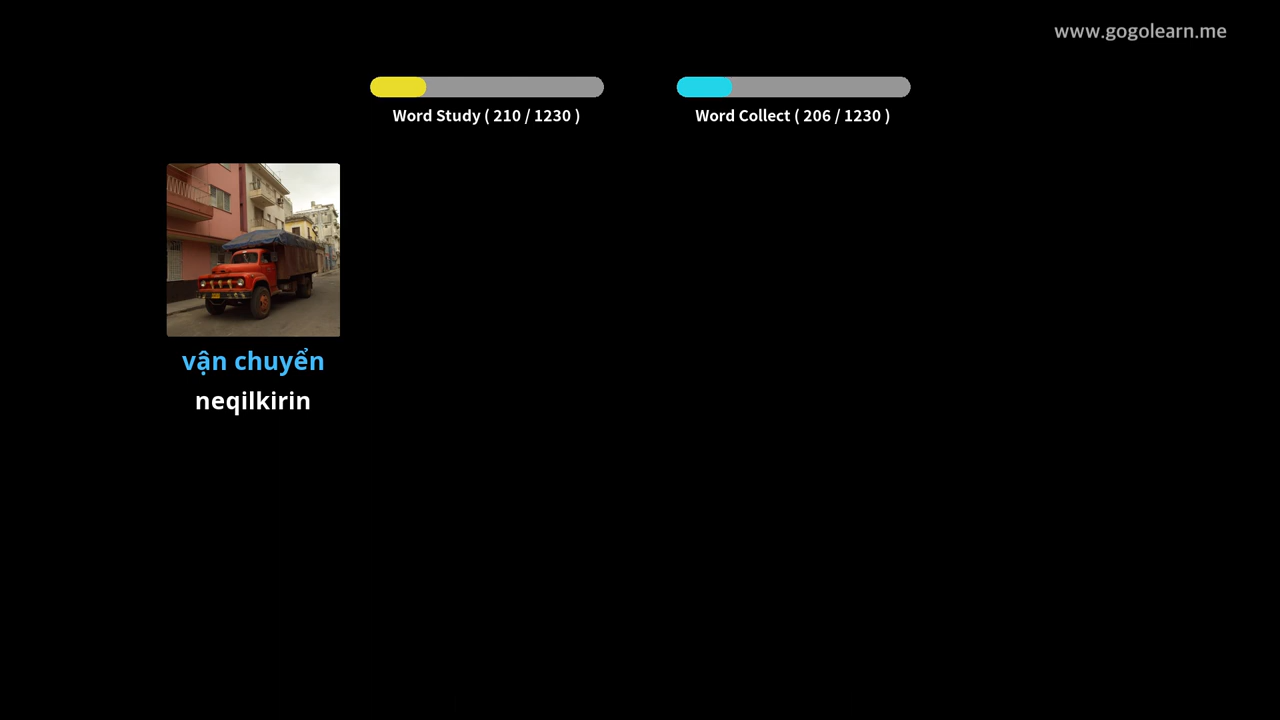 www.gogolearn.me
Word Study ( 210 / 1230 )
Word Collect ( 206 / 1230 )
vận chuyển
neqilkirin